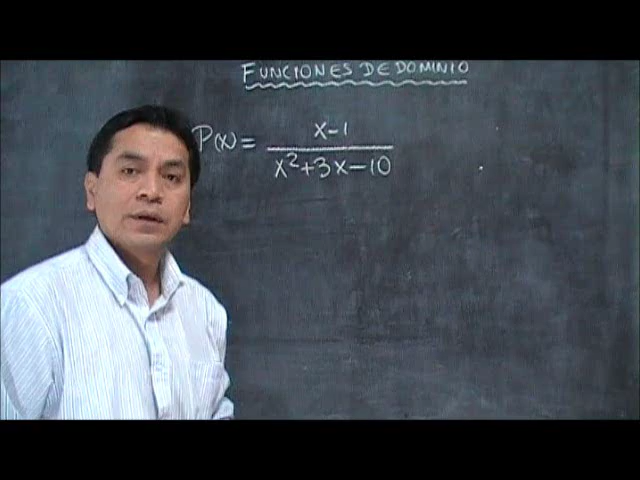 FUNCIONES DE DOMINIO
P(x) = x-1
x²+3x-10